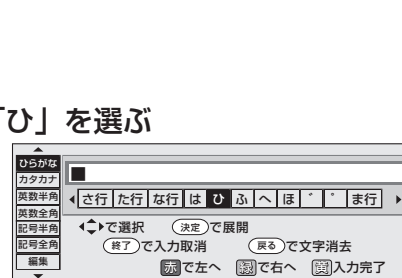 「ひ」を選ぶ
ひらがな
カタカナ
英数半角
英数全角
記号半角
記号全角
編集
さ行 た行 な行 は ひ ふ へ ほ ゛ ゜ ま行
で選択 決定で展開
終了で入力取消 戻るで文字消去
赤で左へ 緑で右へ 黄入力完了